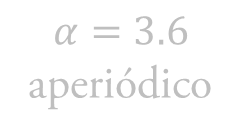 α = 3.6
aperiódico